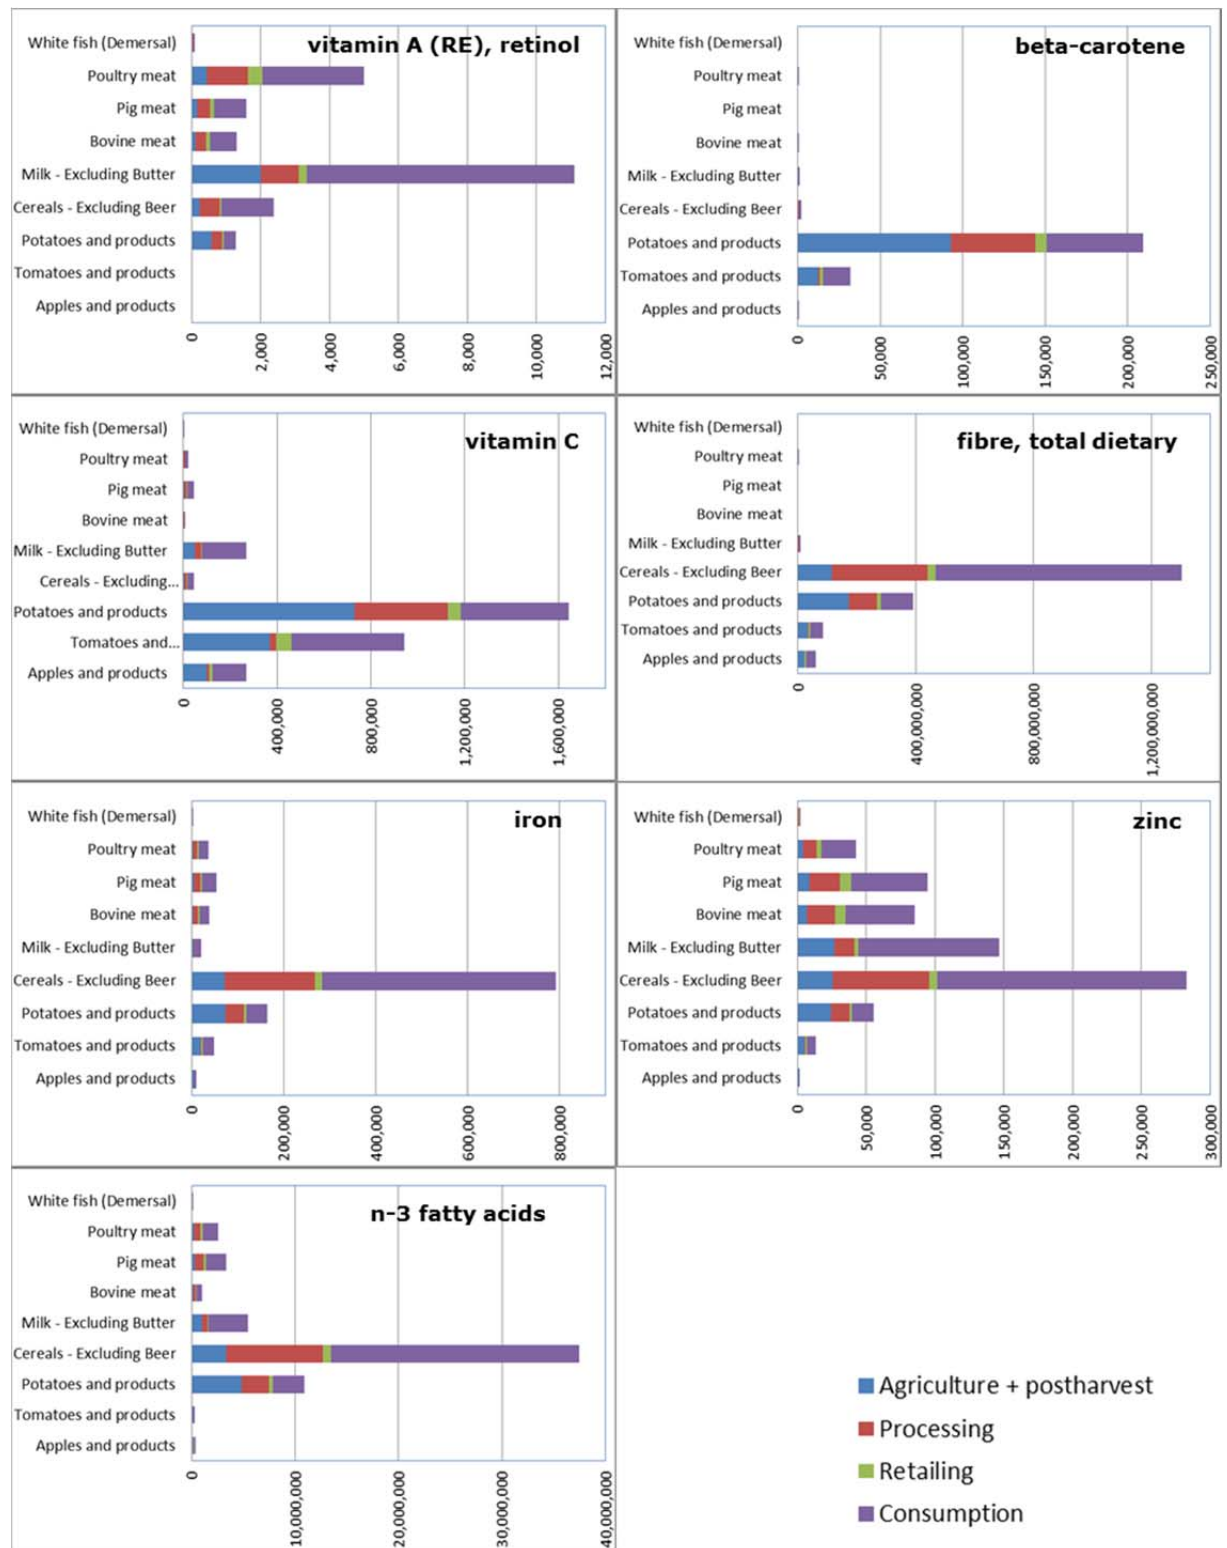 vitamin A (RE), retinol
White fish (Demersal)
Poultry meat
Pig meat
Bovine meat
Milk - Excluding Butter
Cereals - Excluding Beer
Potatoes and products
Tomatoes and products
Apples and products
0
2,000
4,000
6,000
8,000
10,000
12,000
beta-carotene
White fish (Demersal)
Poultry meat
Pig meat
Bovine meat
Milk - Excluding Butter
Cereals - Excluding Beer
Potatoes and products
Tomatoes and products
Apples and products
0
50,000
100,000
150,000
200,000
250,000
vitamin C
White fish (Demersal)
Poultry meat
Pig meat
Bovine meat
Milk - Excluding Butter
Cereals - Excluding...
Potatoes and products
Tomatoes and...
Apples and products
0
400,000
800,000
1,200,000
1,600,000
fibre, total dietary
White fish (Demersal)
Poultry meat
Pig meat
Bovine meat
Milk - Excluding Butter
Cereals - Excluding Beer
Potatoes and products
Tomatoes and products
Apples and products
0
400,000,000
800,000,000
1,200,000,000
iron
White fish (Demersal)
Poultry meat
Pig meat
Bovine meat
Milk - Excluding Butter
Cereals - Excluding Beer
Potatoes and products
Tomatoes and products
Apples and products
0
200,000
400,000
600,000
800,000
zinc
White fish (Demersal)
Poultry meat
Pig meat
Bovine meat
Milk - Excluding Butter
Cereals - Excluding Beer
Potatoes and products
Tomatoes and products
Apples and products
0
50,000
100,000
150,000
200,000
250,000
300,000
n-3 fatty acids
White fish (Demersal)
Poultry meat
Pig meat
Bovine meat
Milk - Excluding Butter
Cereals - Excluding Beer
Potatoes and products
Tomatoes and products
Apples and products
0
10,000,000
20,000,000
30,000,000
40,000,000
Agriculture + postharvest
Processing
Retailing
Consumption